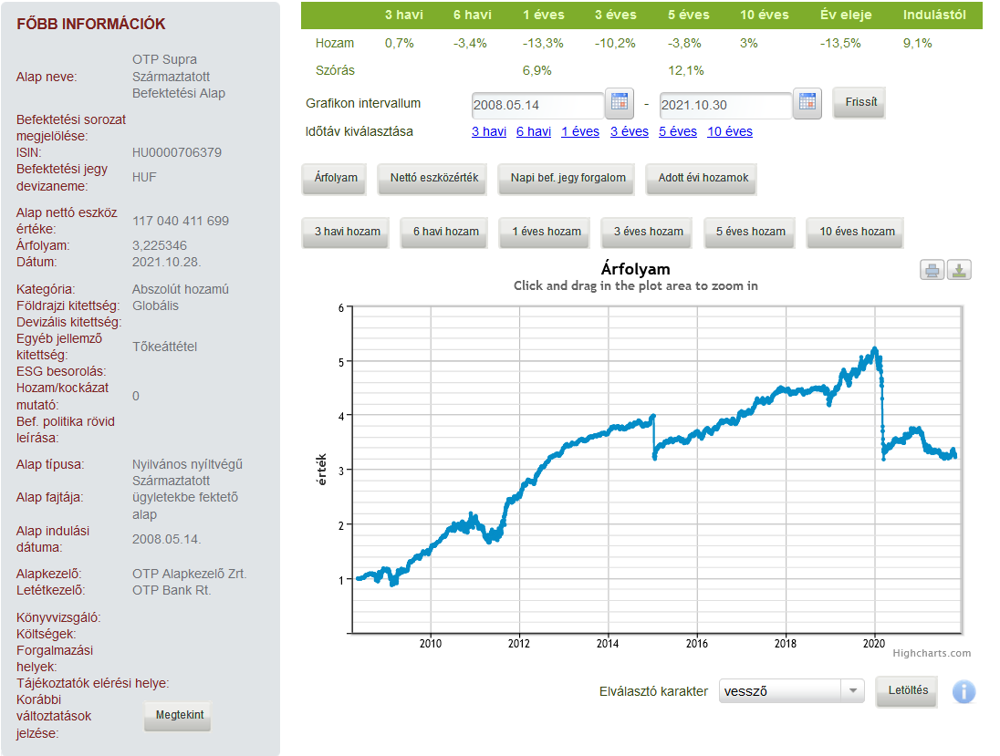 FŐBB INFORMÁCIÓK
Alap neve:
OTP Supra
Származtatott
Befektetési Alap
Befektetési sorozat
megjelölése:
ISIN:
HU0000706379
Befektetési jegy
devizaneme:
HUF
Alap nettó eszköz
értéke:
117 040 411 699
Árfolyam:
3,225346
Dátum:
2021.10.28.
Kategória:
Abszolút hozamú
Földrajzi kitettség:
Globális
Devizális kitettség:
Egyéb jellemző
kitettség:
Tőkeáttétel
ESG besorolás:
Hozam/kockázat
mutató:
0
Bef. politika rövid
leírása:
Alap típusa:
Nyilvános nyíltvégű
Alap fajtája:
Származtatott
ügyletekbe fektető
alap
Alap indulási
dátuma:
2008.05.14.
Alapkezelő:
OTP Alapkezelő Zrt.
Letétkezelő:
OTP Bank Rt.
Könyvvizsgáló:
Költségek:
Forgalmazási
helyek:
Tájékoztatók elérési helye:
Korábbi
változtatások
jelzése:
Megtekint
3 havi 6 havi 1 éves 3 éves 5 éves 10 éves Év eleje Indulástól
Hozam 0,7% -3,4% -13,3% -10,2% -3,8% 3% -13,5% 9,1%
Szórás 6,9% 12,1%
Grafikon intervallum 2008.05.14 - 2021.10.30 Frissít
Időtáv kiválasztása 3 havi 6 havi 1 éves 3 éves 5 éves 10 éves
Árfolyam Nettó eszközérték Napi bef. jegy forgalom Adott évi hozamok
3 havi hozam 6 havi hozam 1 éves hozam 3 éves hozam 5 éves hozam 10 éves hozam
Árfolyam
Click and drag in the plot area to zoom in
érték
6
5
4
3
2
1
2010 2012 2014 2016 2018 2020
Highcharts.com
Elválasztó karakter vessző Letöltés i